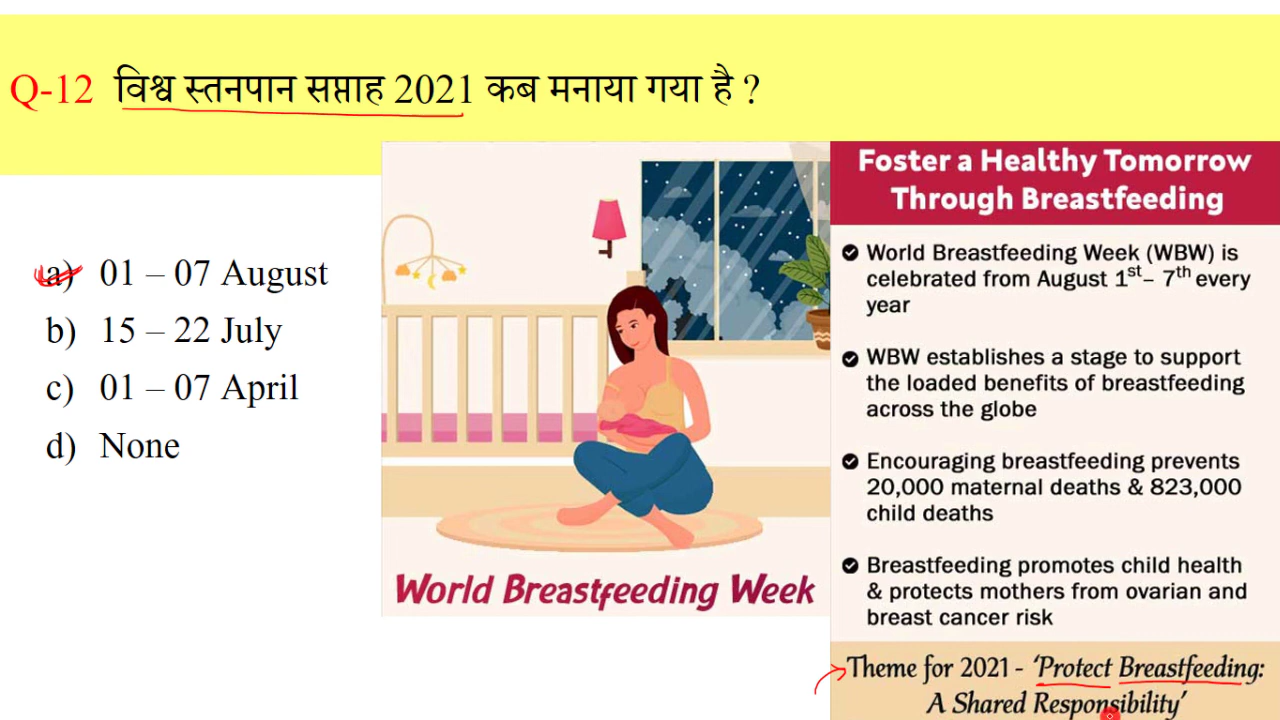 Q-12 विश्व स्तनपान सप्ताह 2021 कब मनाया गया है ?
a) 01 – 07 August
b) 15 – 22 July
c) 01 – 07 April
d) None
World Breastfeeding Week
Foster a Healthy Tomorrow
Through Breastfeeding
World Breastfeeding Week (WBW) is
celebrated from August 1st – 7th every
year
WBW establishes a stage to support
the loaded benefits of breastfeeding
across the globe
Encouraging breastfeeding prevents
20,000 maternal deaths & 823,000
child deaths
Breastfeeding promotes child health
& protects mothers from ovarian and
breast cancer risk
Theme for 2021 - ‘Protect Breastfeeding:
A Shared Responsibility’